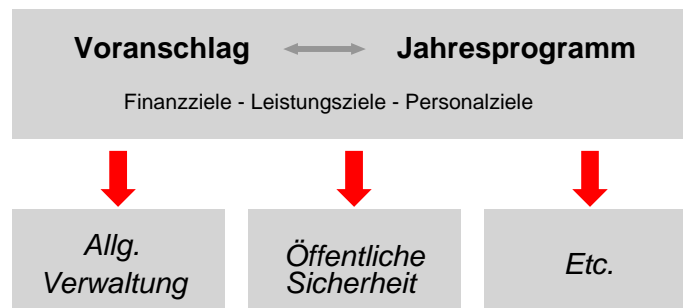 Voranschlag Jahresprogramm
Finanzziele - Leistungsziele - Personalziele
Allg.
Verwaltung
Öffentliche
Sicherheit
Etc.